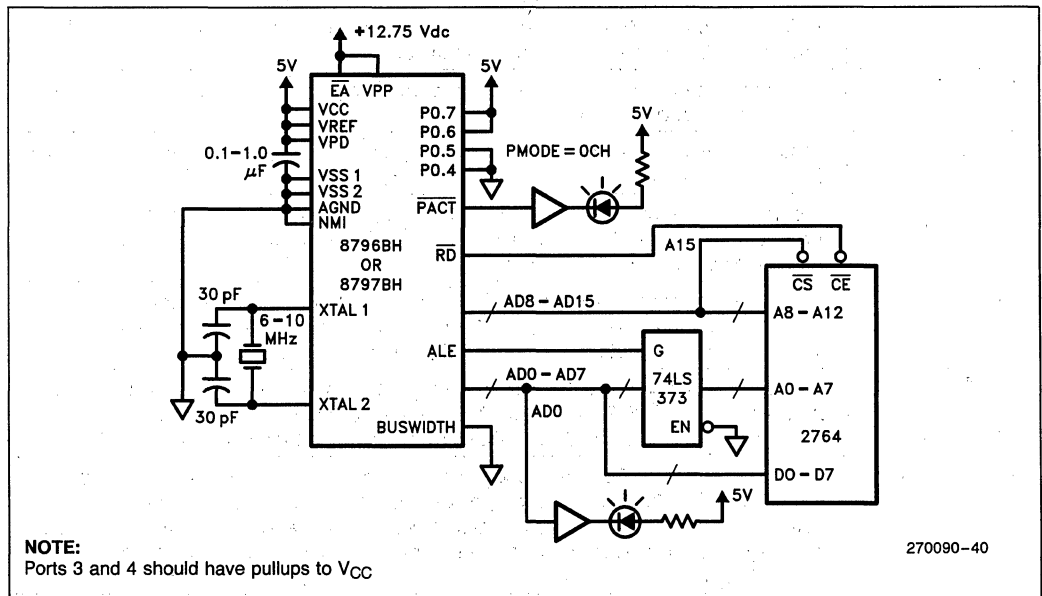 +12.75 Vdc
5V
EA VPP
VCC
VREF
VPD
0.1–1.0
μF
VSS 1
VSS 2
AGND
NMI
8796BH
OR
8797BH
30 pF
XTAL 1
6–10
MHz
XTAL 2
30 pF
5V
P0.7
P0.6
P0.5
P0.4
PMODE = 0CH
5V
PACT
RD
A15
CS CE
AD8 – AD15
A8 – A12
ALE
G
AD0 – AD7
74LS
373
A0 – A7
AD0
EN
2764
BUSWIDTH
D0 – D7
5V
NOTE:
Ports 3 and 4 should have pullups to VCC
270090–40